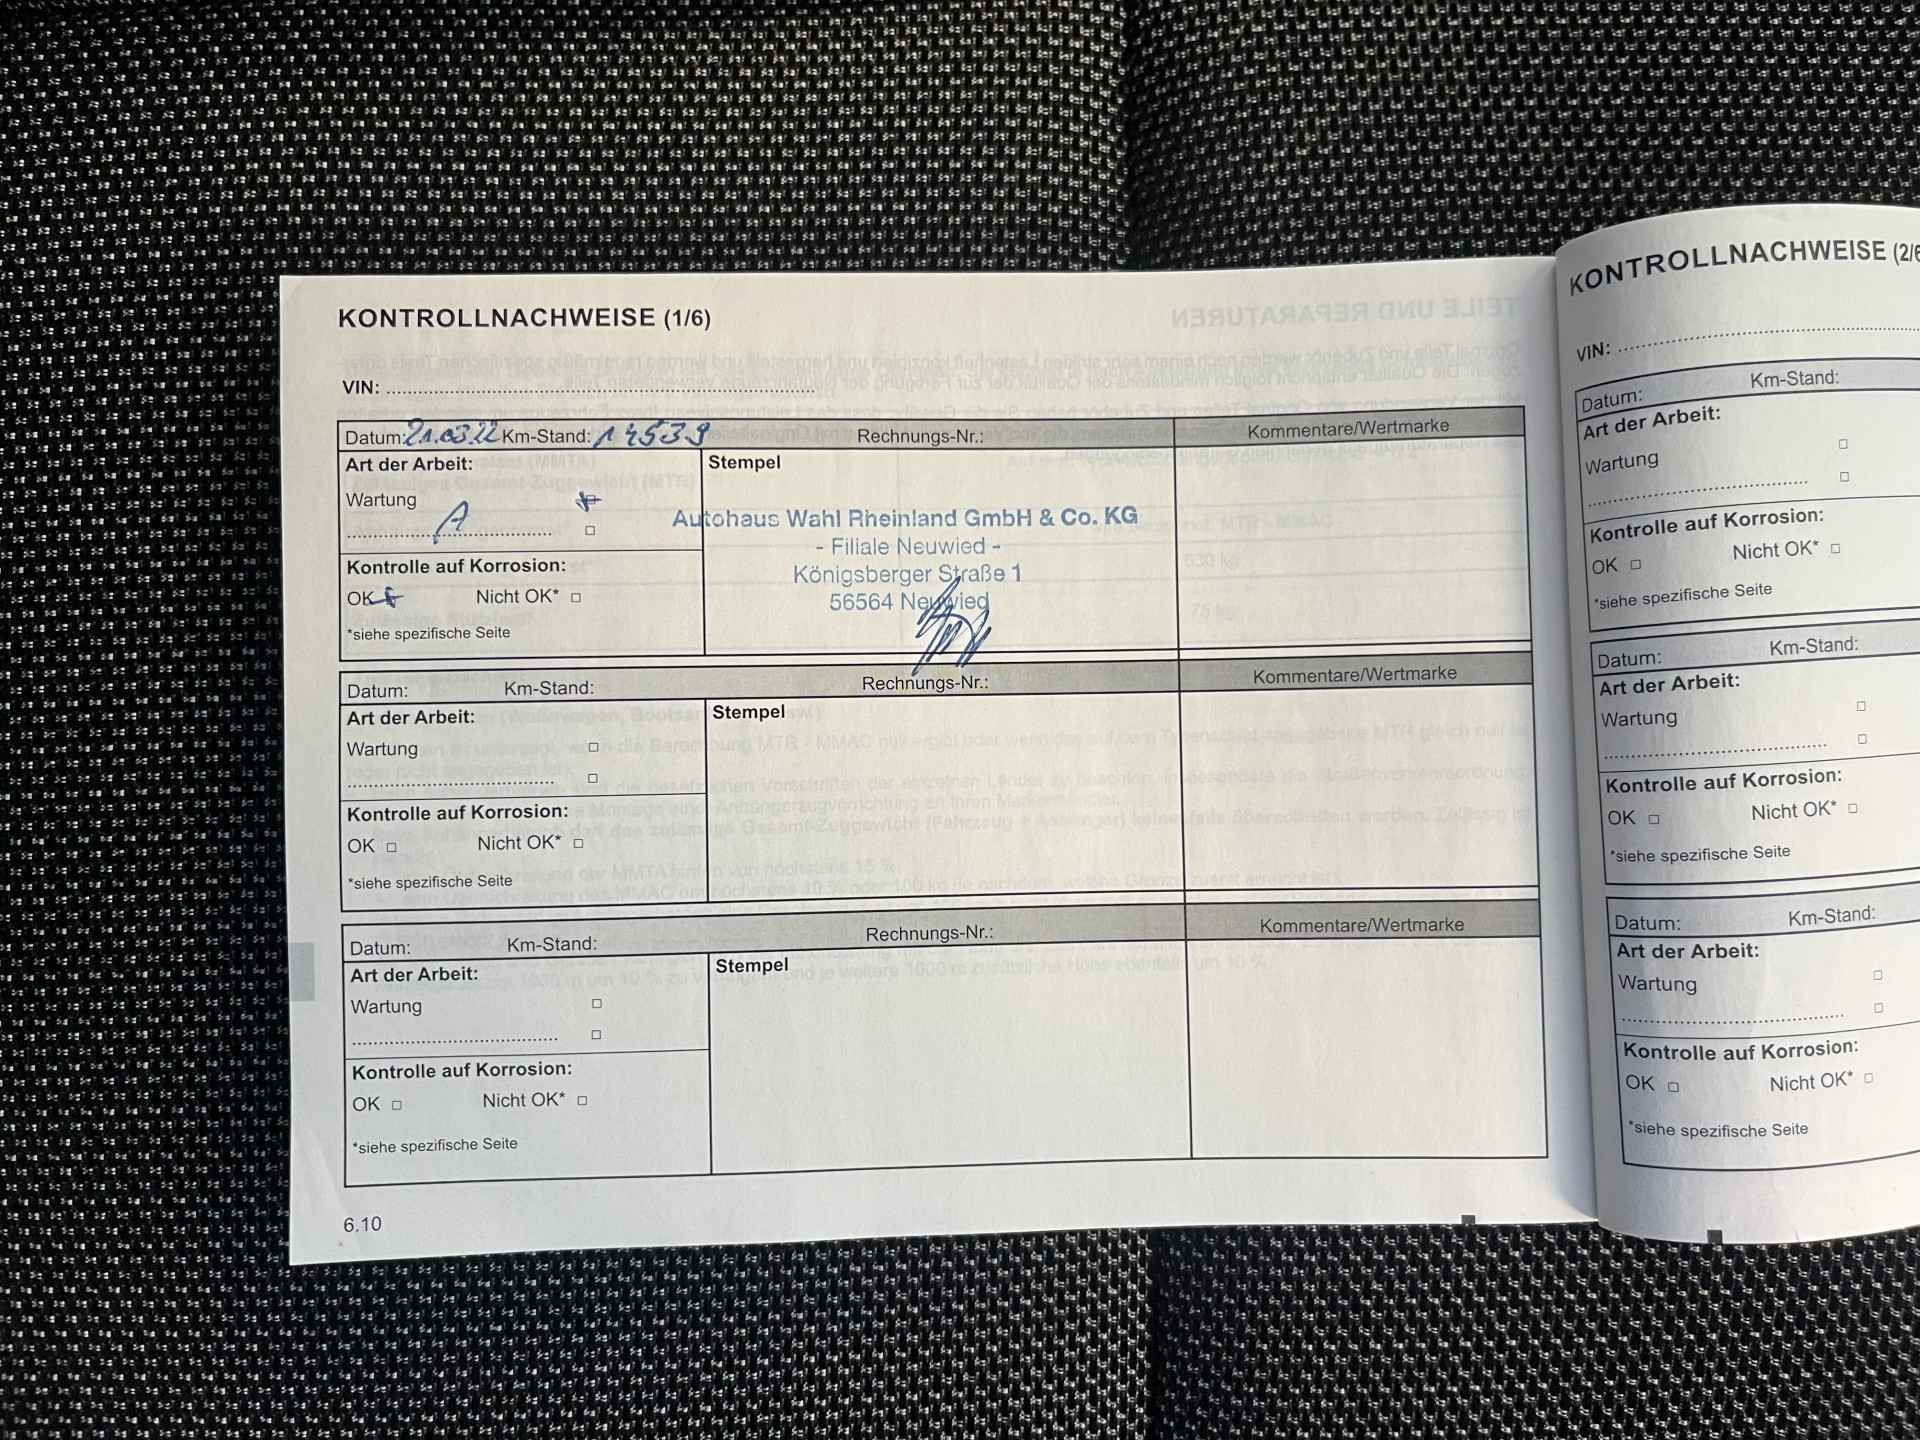 KONTROLLNACHWEISE (1/6)
VIN:
Datum: 21.03.22 Km-Stand: 14539 Rechnungs-Nr.: Kommentare/Wertmarke
Art der Arbeit: Stempel
Wartung
A
Autohaus Wahl Rheinland GmbH & Co. KG
- Filiale Neuwied -
Königsberger Straße 1
56564 Neuwied
Kontrolle auf Korrosion:
OK Nicht OK*
*siehe spezifische Seite
Datum: Km-Stand: Rechnungs-Nr.: Kommentare/Wertmarke
Art der Arbeit: Stempel
Wartung
Kontrolle auf Korrosion:
OK Nicht OK*
*siehe spezifische Seite
Datum: Km-Stand: Rechnungs-Nr.: Kommentare/Wertmarke
Art der Arbeit: Stempel
Wartung
Kontrolle auf Korrosion:
OK Nicht OK*
*siehe spezifische Seite
6.10
KONTROLLNACHWEISE (2/6
VIN:
Datum: Km-Stand:
Art der Arbeit:
Wartung
Kontrolle auf Korrosion:
OK Nicht OK*
*siehe spezifische Seite
Datum: Km-Stand:
Art der Arbeit:
Wartung
Kontrolle auf Korrosion:
OK Nicht OK*
*siehe spezifische Seite
Datum: Km-Stand:
Art der Arbeit:
Wartung
Kontrolle auf Korrosion:
OK Nicht OK*
*siehe spezifische Seite